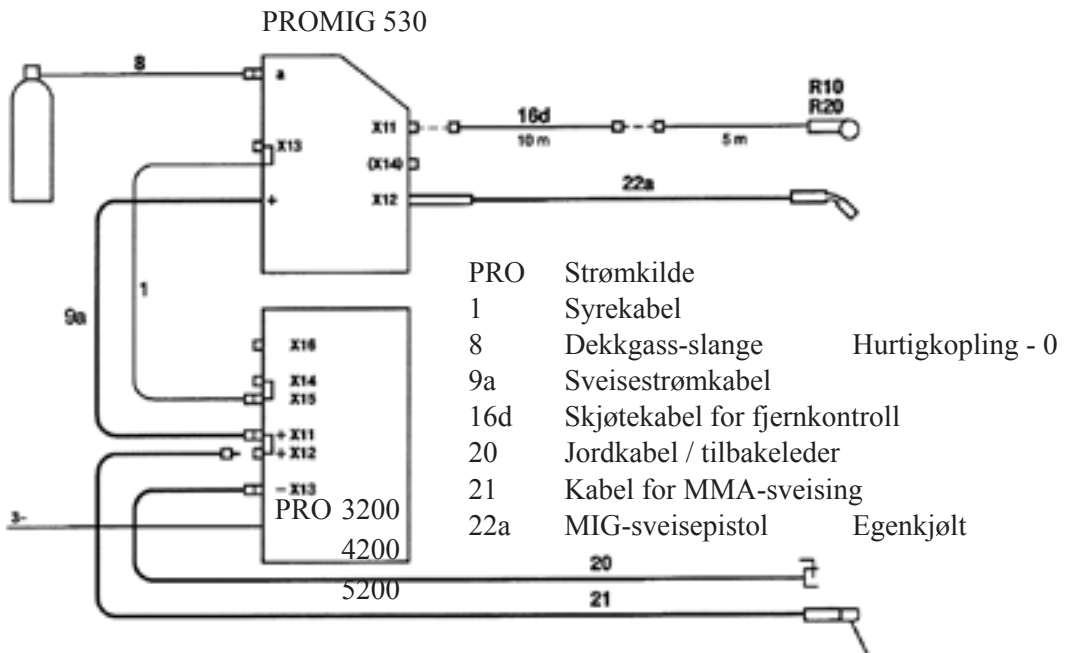 PROMIG 530
8
a
R10
R20
X11
16d
10 m
5 m
X13
(X14)
22a
+
X12
1
9a
PRO Strømkilde
1 Syrekabel
8 Dekkgass-slange Hurtigkopling - 0
9a Sveisestrømkabel
16d Skjøtekabel for fjernkontroll
20 Jordkabel / tilbakeleder
21 Kabel for MMA-sveising
22a MIG-sveisepistol Egenkjølt
X16
X14
X15
+ X11
+ X12
– X13
3~
PRO 3200
4200
5200
20
21